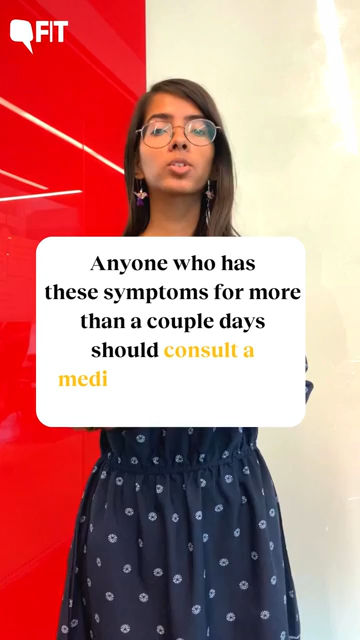 FIT
Anyone who has
these symptoms for more
than a couple days
should consult a
medi